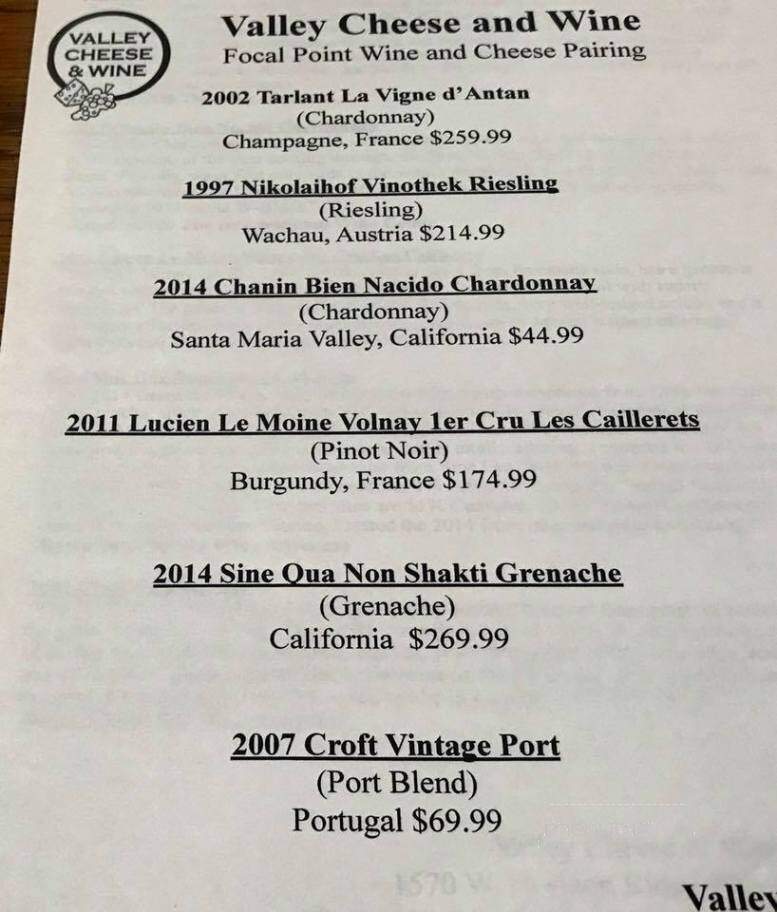 VALLEY
CHEESE
& WINE
Valley Cheese and Wine
Focal Point Wine and Cheese Pairing
2002 Tarlant La Vigne d'Antan
(Chardonnay)
Champagne, France $259.99
1997 Nikolaihof Vinothek Riesling
(Riesling)
Wachau, Austria $214.99
2014 Chanin Bien Nacido Chardonnay
(Chardonnay)
Santa Maria Valley, California $44.99
2011 Lucien Le Moine Volnay 1er Cru Les Caillerets
(Pinot Noir)
Burgundy, France $174.99
2014 Sine Qua Non Shakti Grenache
(Grenache)
California $269.99
2007 Croft Vintage Port
(Port Blend)
Portugal $69.99
1570 W
Valley